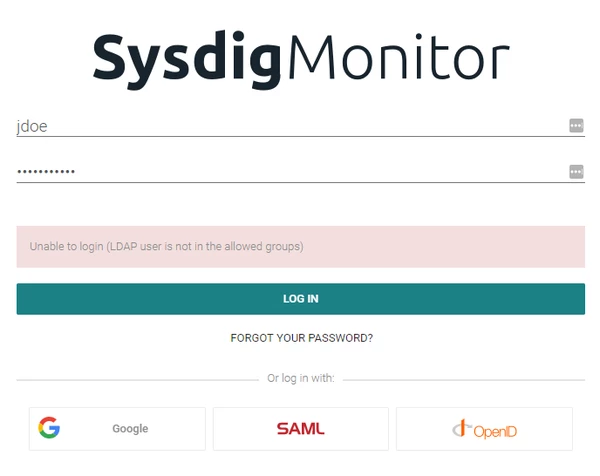 SysdigMonitor
jdoe
•••••••••••
Unable to login (LDAP user is not in the allowed groups)
LOG IN
FORGOT YOUR PASSWORD?
Or log in with:
Google
SAML
OpenID